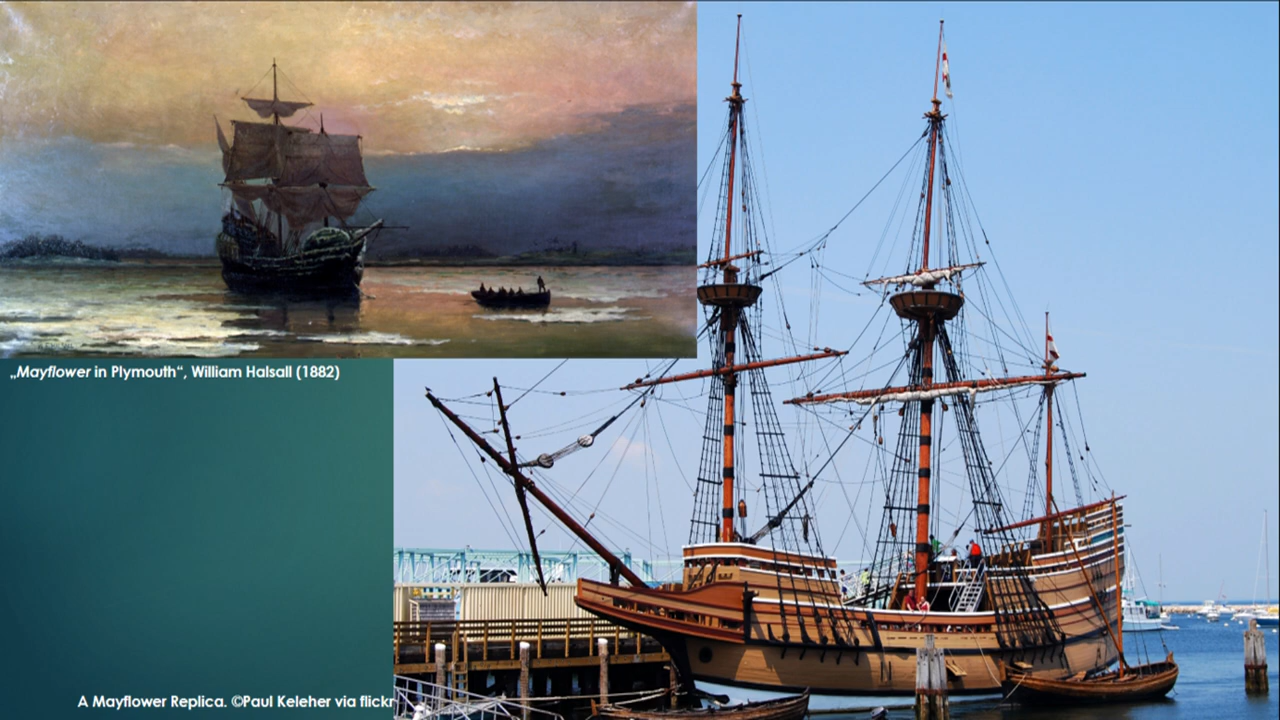 „Mayflower in Plymouth“, William Halsall (1882)
A Mayflower Replica. ©Paul Keleher via flickr